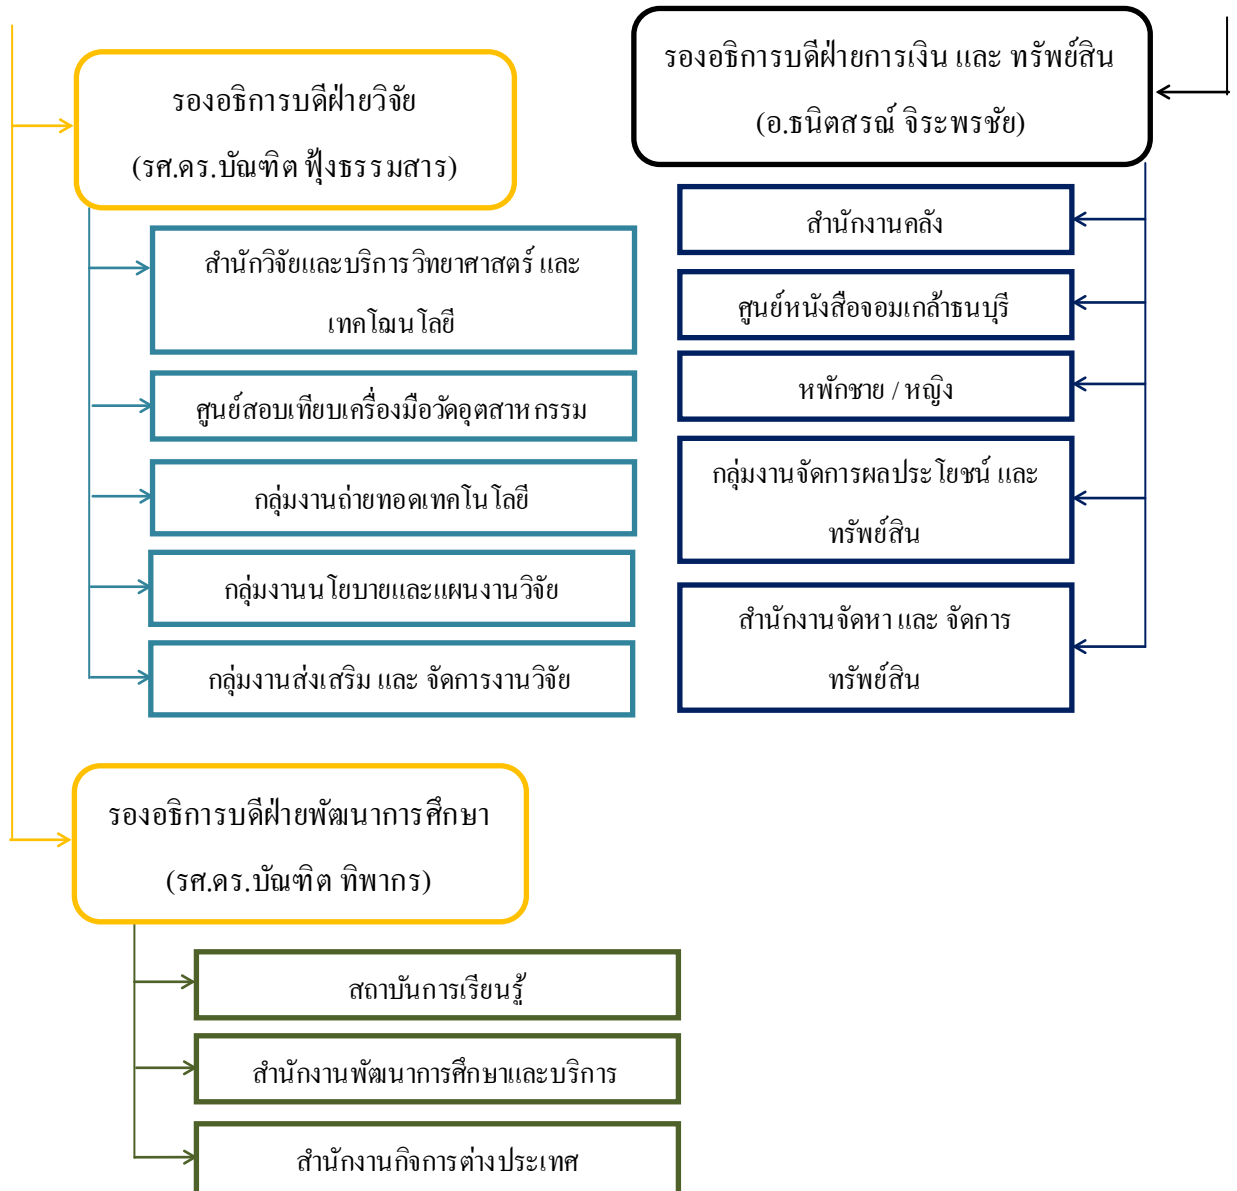 รองอธิการบดีฝ่ายวิจัย
(รศ.ดร.บัณฑิต ฟุ้งธรรมสาร)
สำนักวิจัยและบริการวิทยาศาสตร์ และ
เทคโฌนโลยี
ศูนย์สอบเทียบเครื่องมือวัดอุตสาหกรรม
กลุ่มงานถ่ายทอดเทคโนโลยี
กลุ่มงานนโยบายและแผนงานวิจัย
กลุ่มงานส่งเสริม และ จัดการงานวิจัย
รองอธิการบดีฝ่ายการเงิน และ ทรัพย์สิน
(อ.ธนิตสรณ์ จิระพรชัย)
สำนักงานคลัง
ศูนย์หนังสือจอมเกล้าธนบุรี
หพักชาย / หญิง
กลุ่มงานจัดการผลประโยชน์ และ
ทรัพย์สิน
สำนักงานจัดหา และ จัดการ
ทรัพย์สิน
รองอธิการบดีฝ่ายพัฒนาการศึกษา
(รศ.ดร.บัณฑิต ทิพากร)
สถาบันการเรียนรู้
สำนักงานพัฒนาการศึกษาและบริการ
สำนักงานกิจการต่างประเทศ